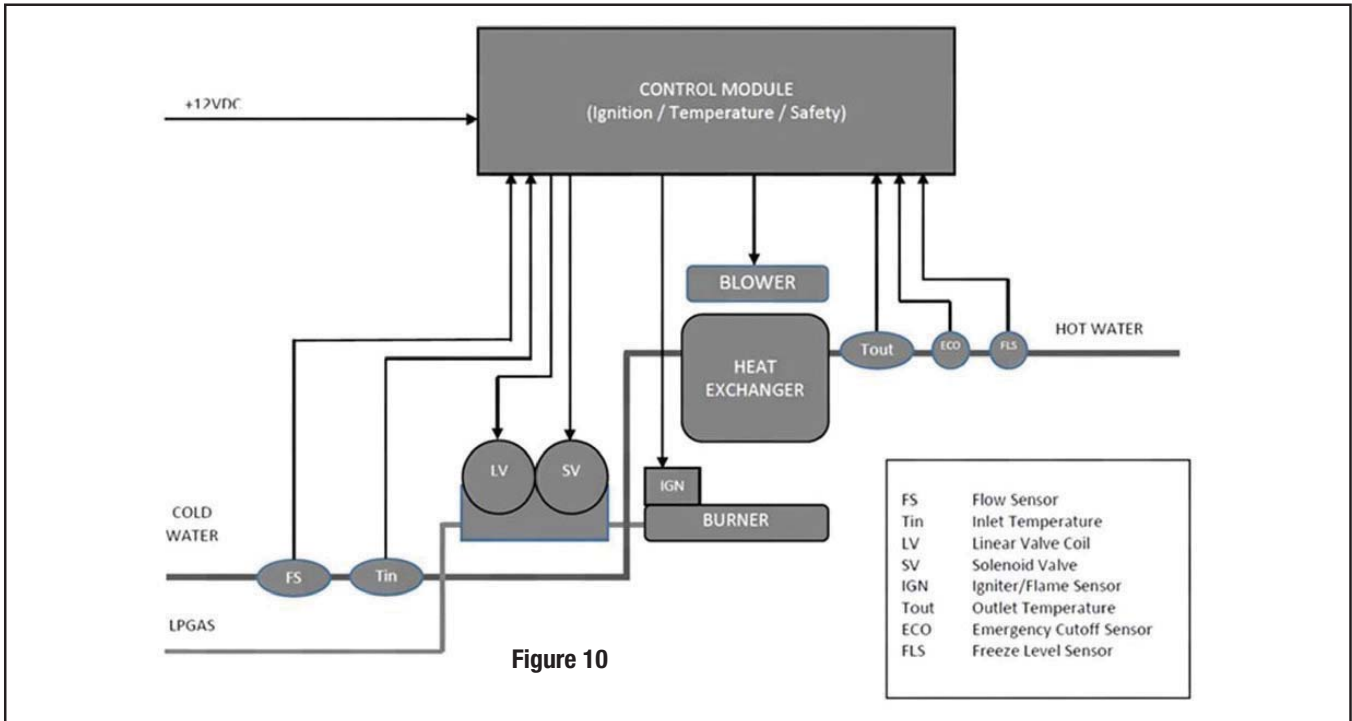 CONTROL MODULE
(Ignition / Temperature / Safety)
+12VDC
BLOWER
HOT WATER
Tout
ECO
FLS
HEAT
EXCHANGER
LV
SV
IGN
BURNER
COLD
WATER
FS
Tin
LPGAS
Figure 10
FS Flow Sensor
Tin Inlet Temperature
LV Linear Valve Coil
SV Solenoid Valve
IGN Igniter/Flame Sensor
Tout Outlet Temperature
ECO Emergency Cutoff Sensor
FLS Freeze Level Sensor